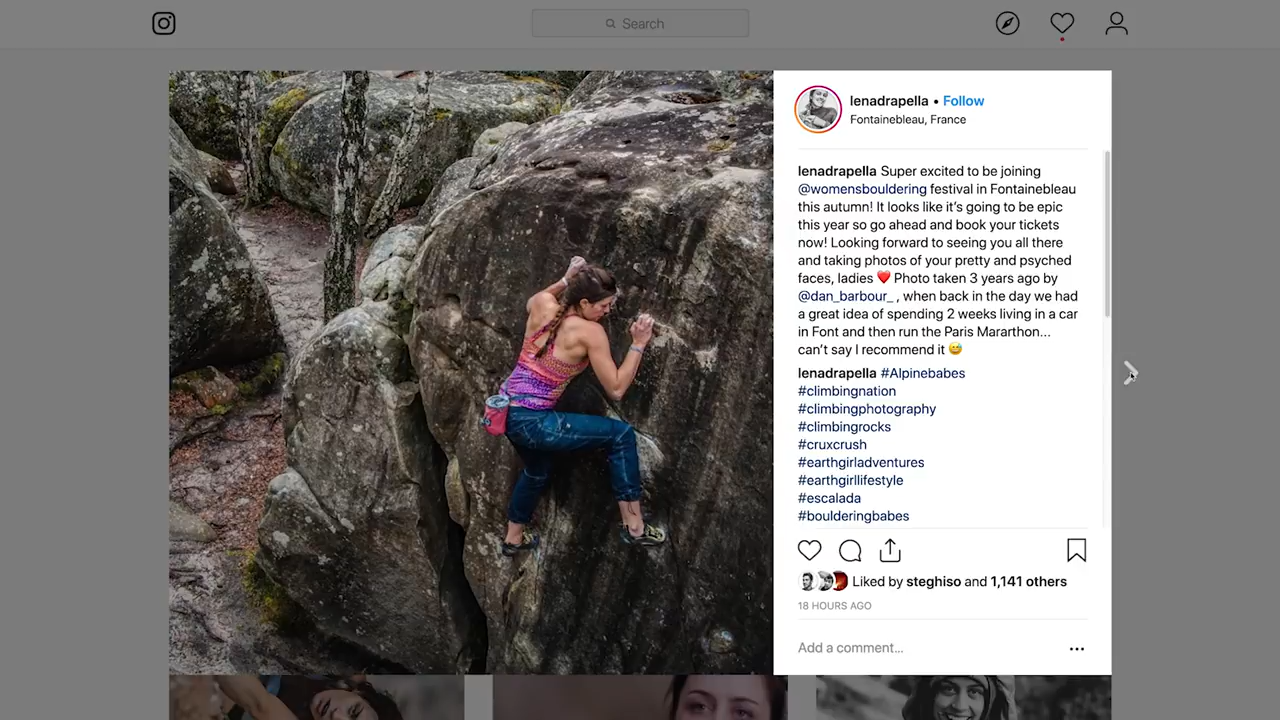 Search
lenadrapella • Follow
Fontainebleau, France
lenadrapella Super excited to be joining
@womensbouldering festival in Fontainebleau
this autumn! It looks like it's going to be epic
this year so go ahead and book your tickets
now! Looking forward to seeing you all there
and taking photos of your pretty and psyched
faces, ladies ❤️ Photo taken 3 years ago by
@dan_barbour_ , when back in the day we had
a great idea of spending 2 weeks living in a car
in Font and then run the Paris Mararthon...
can't say I recommend it 😅
lenadrapella #Alpinebabes
#climbingnation
#climbingphotography
#climbingrocks
#cruxcrush
#earthgirladventures
#earthgirllifestyle
#escalada
#boulderingbabes
Liked by steghiso and 1,141 others
18 HOURS AGO
Add a comment...